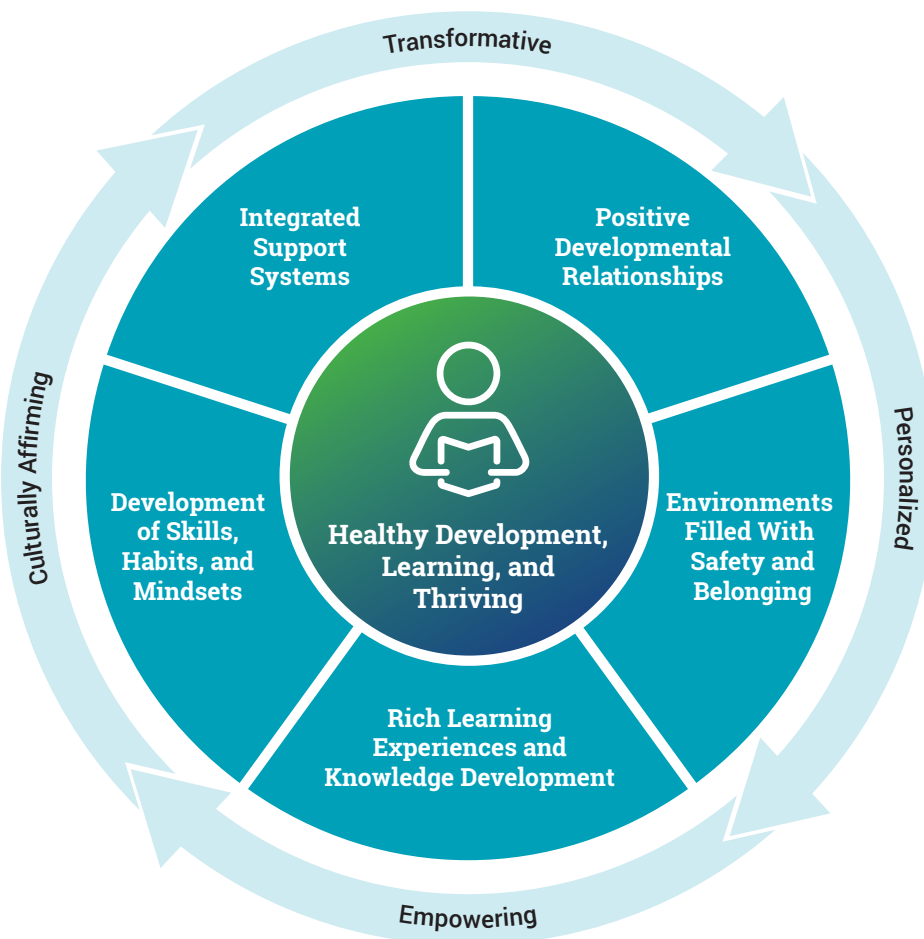 Transformative
Integrated
Support
Systems
Positive
Developmental
Relationships
Culturally Affirming
Personalized
Development
of Skills,
Habits, and
Mindsets
Healthy Development,
Learning, and
Thriving
Environments
Filled With
Safety and
Belonging
Rich Learning
Experiences and
Knowledge Development
Empowering